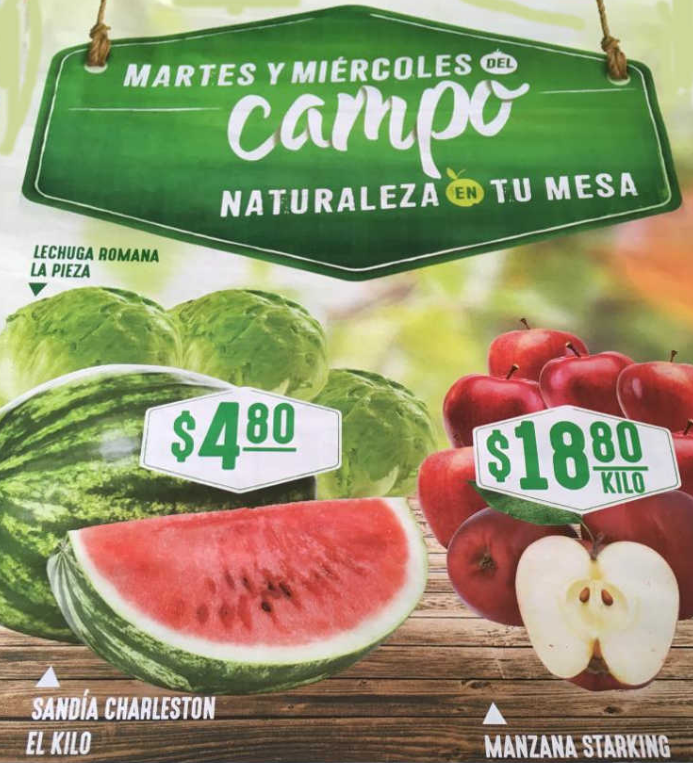 MARTES Y MIÉRCOLES DEL
campo
NATURALEZA EN TU MESA
LECHUGA ROMANA
LA PIEZA
$4.80
$18.80
KILO
SANDÍA CHARLESTON
EL KILO
MANZANA STARKING